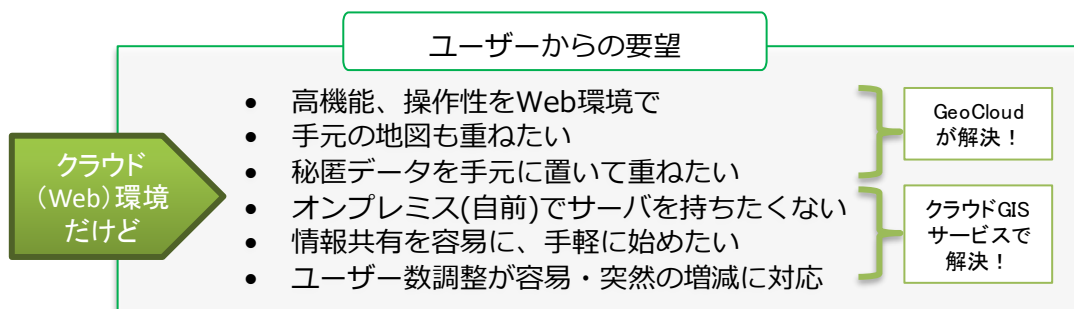 ユーザーからの要望
クラウド
（Web）環境
だけど
• 高機能、操作性をWeb環境で
• 手元の地図も重ねたい
• 秘匿データを手元に置いて重ねたい
• オンプレミス(自前)でサーバを持ちたくない
• 情報共有を容易に、手軽に始めたい
• ユーザー数調整が容易・突然の増減に対応
GeoCloud
が解決！
クラウドGIS
サービスで
解決！